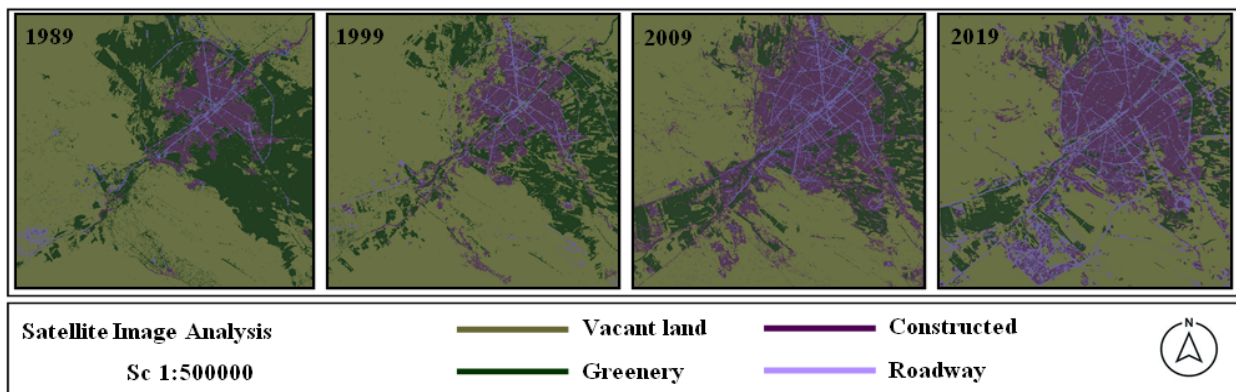 1989
1999
2009
2019
Satellite Image Analysis
Sc 1:500000
Vacant land
Constructed
Greenery
Roadway
N